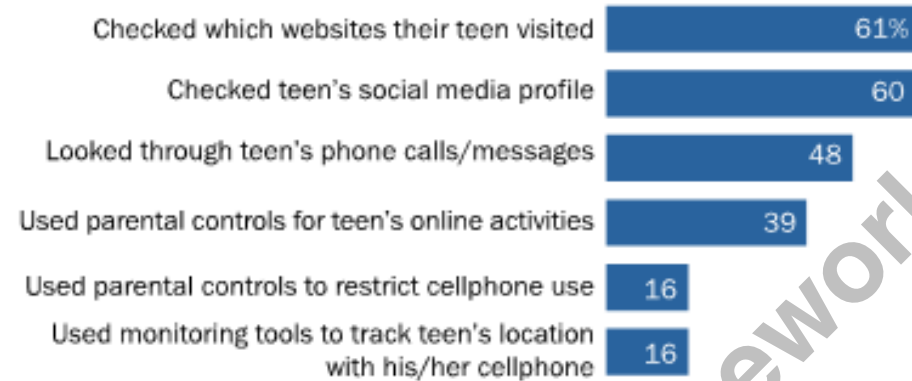 Checked which websites their teen visited 61%
Checked teen's social media profile 60
Looked through teen's phone calls/messages 48
Used parental controls for teen's online activities 39
Used parental controls to restrict cellphone use 16
Used monitoring tools to track teen's location
with his/her cellphone 16